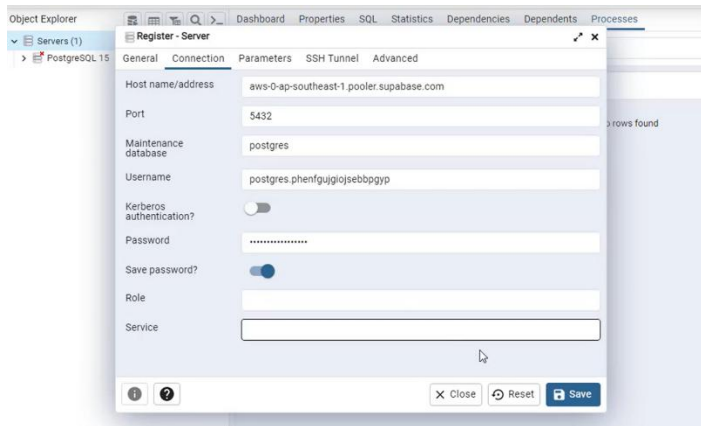 Object Explorer
Dashboard Properties SQL Statistics Dependencies Dependents Processes
Servers (1)
PostgreSQL 15
Register - Server
General Connection Parameters SSH Tunnel Advanced
Host name/address
aws-0-ap-southeast-1.pooler.supabase.com
Port
5432
Maintenance
database
postgres
Username
postgres.phenfgujgiojsebbpgyp
Kerberos
authentication?
Password
•••••••••••••••••
Save password?
Role
Service
rows found
Close Reset Save